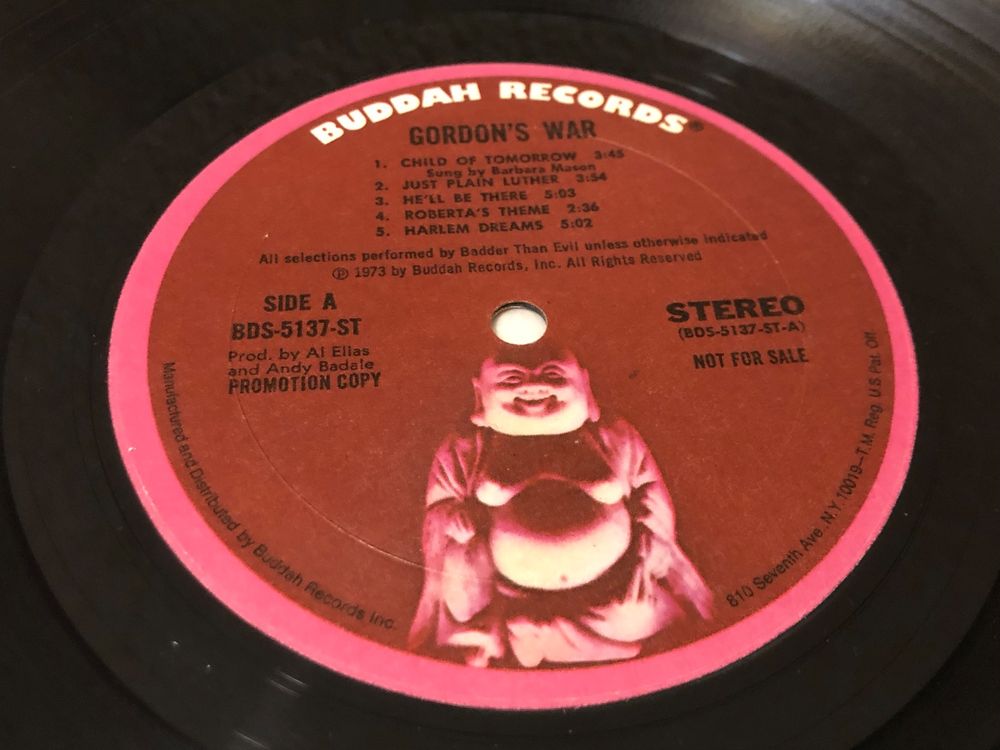 BUDDAH RECORDS®
GORDON'S WAR
1. CHILD OF TOMORROW 3:45
Sung by Barbara Mason
2. JUST PLAIN LUTHER 3:54
3. HE'LL BE THERE 5:03
4. ROBERTA'S THEME 2:36
5. HARLEM DREAMS 5:02
All selections performed by Badder Than Evil unless otherwise indicated
℗ 1973 by Buddah Records, Inc. All Rights Reserved
SIDE A
BDS-5137-ST
Prod. by Al Elias
and Andy Badale
PROMOTION COPY
STEREO
(BDS-5137-ST-A)
NOT FOR SALE
Manufactured and Distributed by Buddah Records Inc.
810 Seventh Ave. N.Y. 10019—T.M. Reg. U.S. Pat. Off.